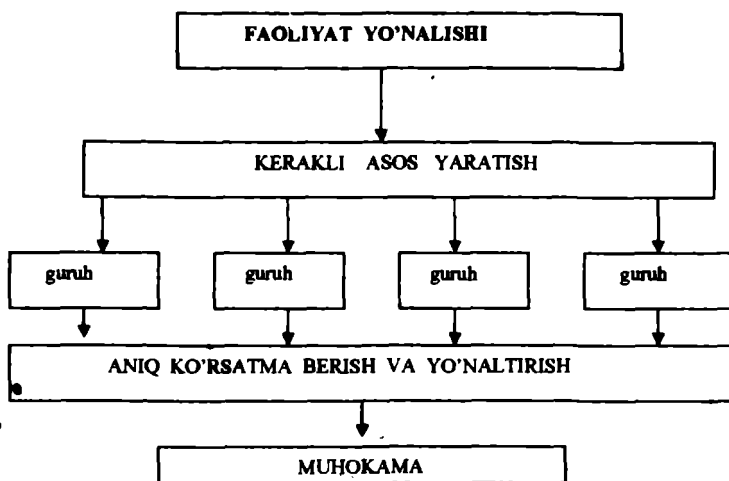 FAOLIYAT YO'NALISHI
KERAKLI ASOS YARATISH
guruh guruh guruh guruh
ANIQ KO'RSATMA BERISH VA YO'NALTIRISH
MUHOKAMA